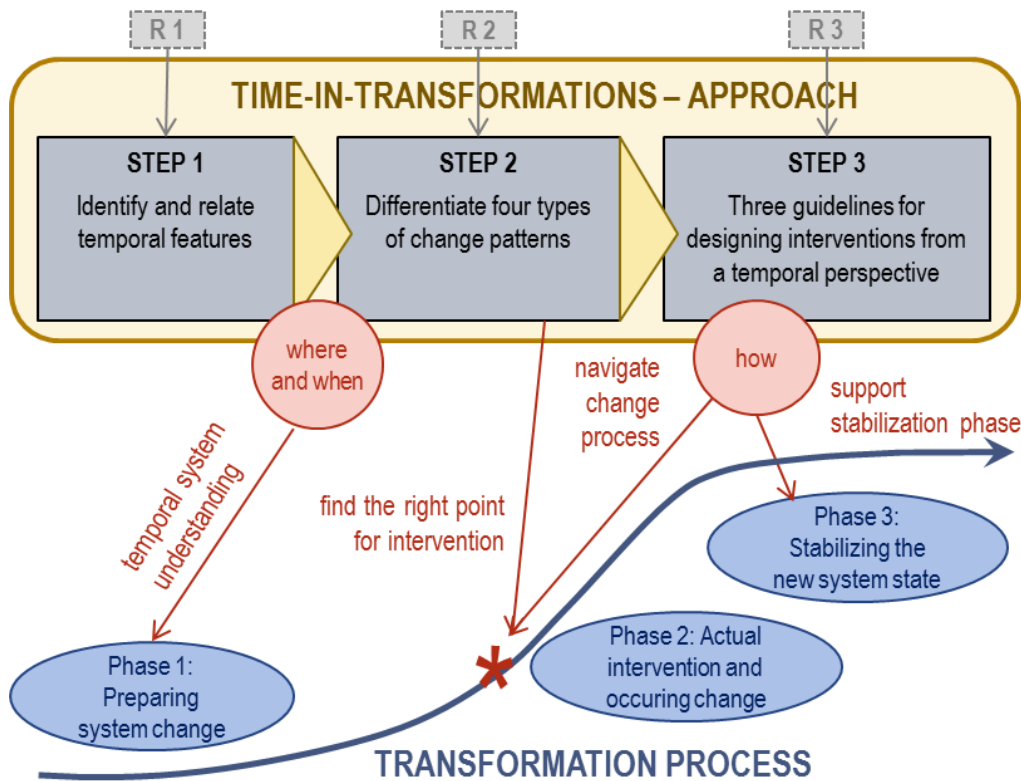 R 1
R 2
R 3
TIME-IN-TRANSFORMATIONS – APPROACH
STEP 1
Identify and relate
temporal features
STEP 2
Differentiate four types
of change patterns
STEP 3
Three guidelines for
designing interventions from
a temporal perspective
where
and when
how
navigate
change
process
support
stabilization phase
temporal system
understanding
find the right point
for intervention
Phase 3:
Stabilizing the
new system state
Phase 1:
Preparing
system change
*
Phase 2: Actual
intervention and
occuring change
TRANSFORMATION PROCESS